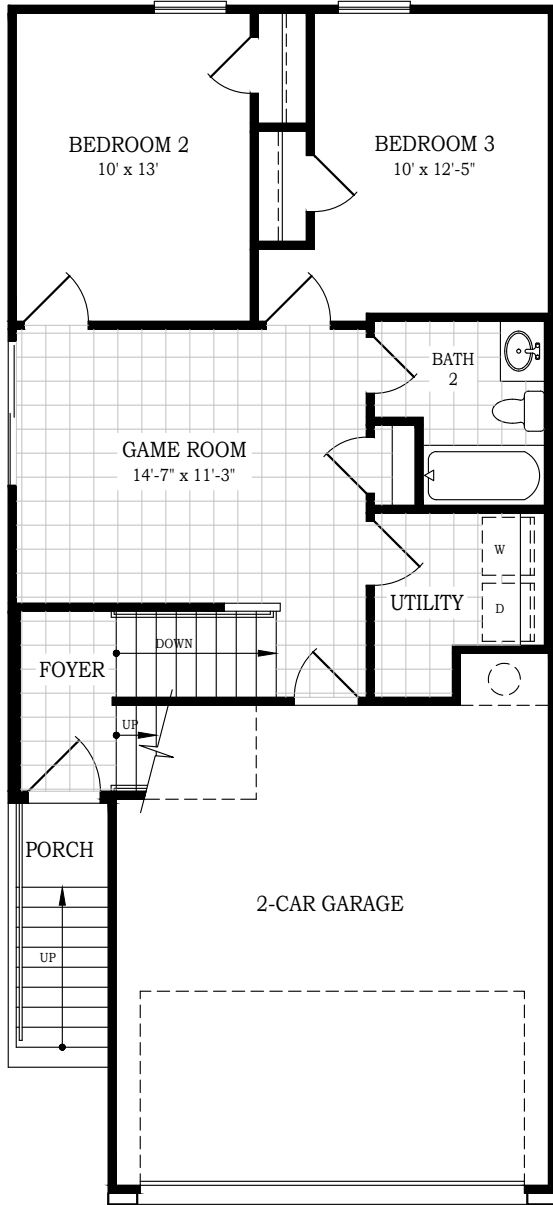 BEDROOM 2
10' x 13'
BEDROOM 3
10' x 12'-5"
BATH
2
GAME ROOM
14'-7" x 11'-3"
W
D
UTILITY
DOWN
FOYER
UP
PORCH
2-CAR GARAGE
UP